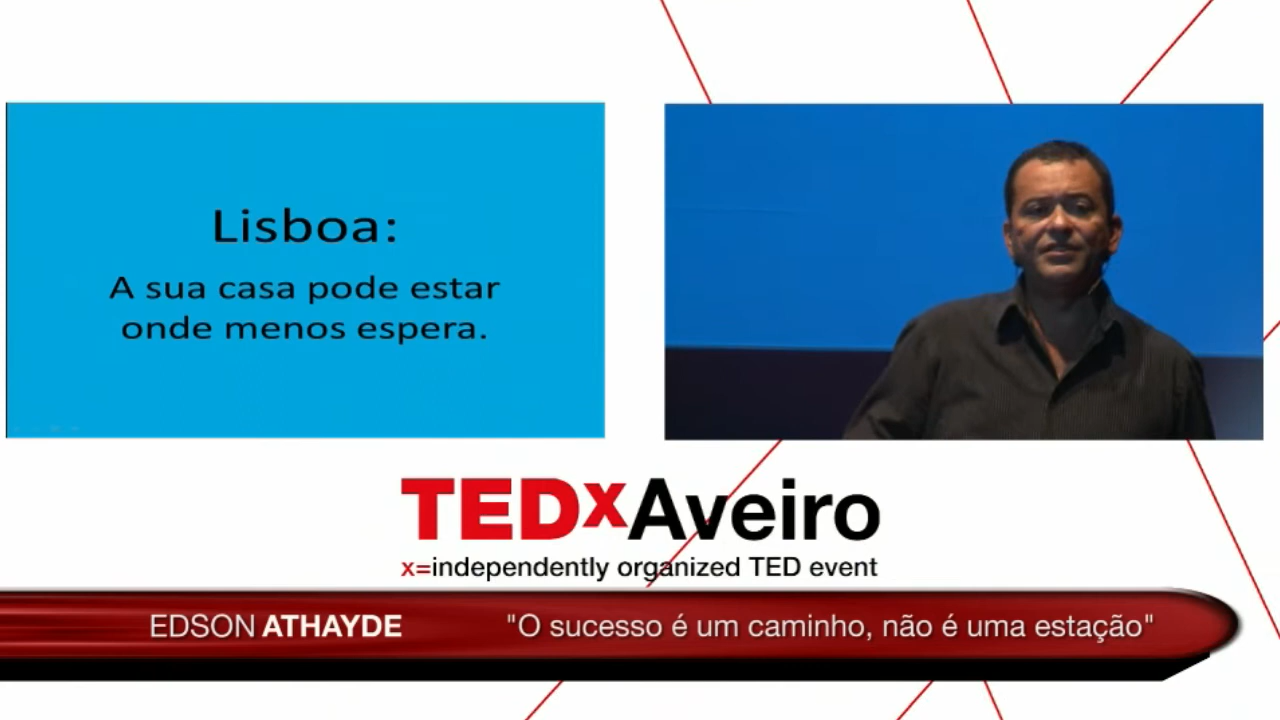 Lisboa:
A sua casa pode estar
onde menos espera.
TEDxAveiro
x=independently organized TED event
EDSON ATHAYDE "O sucesso é um caminho, não é uma estação"